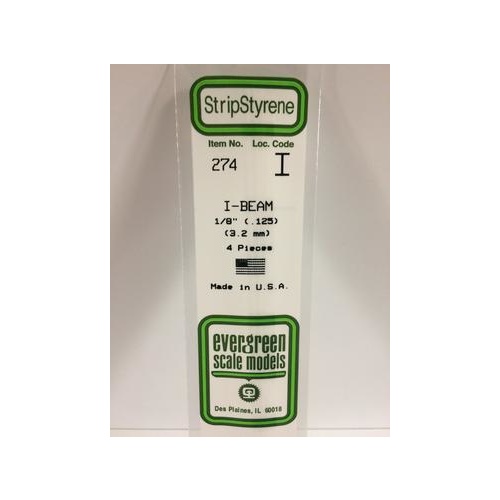 StripStyrene
Item No. Loc. Code
274 I
I-BEAM
1/8" (.125)
(3.2 mm)
4 Pieces
Made in U.S.A.
evergreen
scale models
Des Plaines, IL 60018